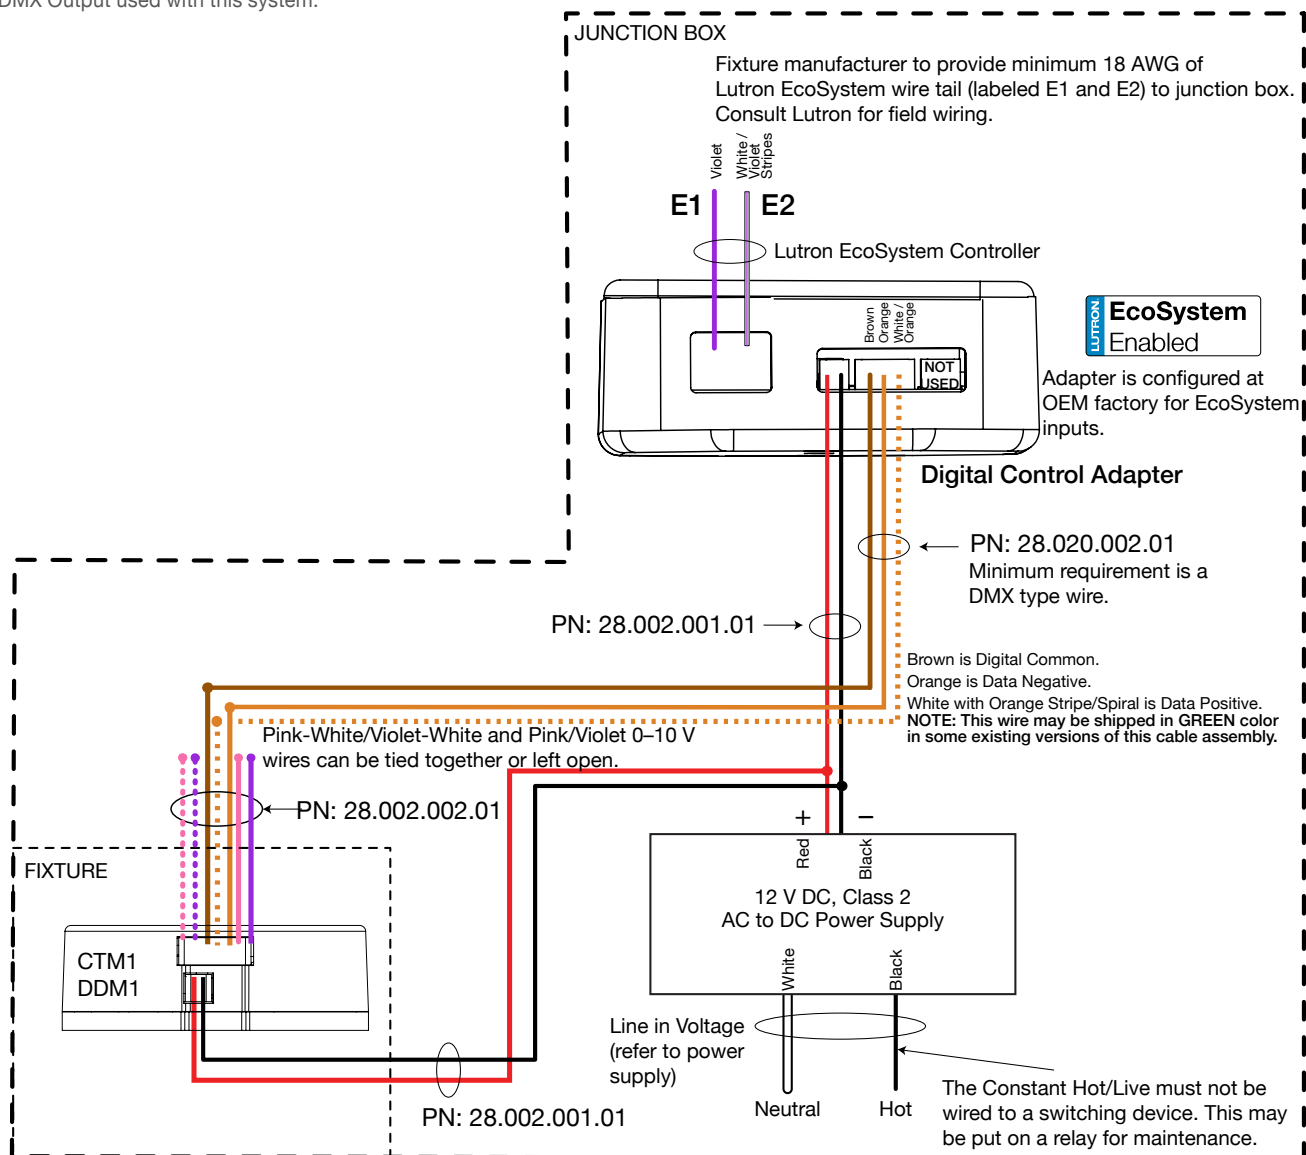 DMX Output used with this system.
JUNCTION BOX
Fixture manufacturer to provide minimum 18 AWG of
Lutron EcoSystem wire tail (labeled E1 and E2) to junction box.
Consult Lutron for field wiring.
Violet
White /
Violet
Stripes
E1
E2
Lutron EcoSystem Controller
Brown
Orange
White /
Orange
NOT
USED
LUTRON
EcoSystem
Enabled
Adapter is configured at
OEM factory for EcoSystem
inputs.
Digital Control Adapter
PN: 28.020.002.01
Minimum requirement is a
DMX type wire.
PN: 28.002.001.01
Brown is Digital Common.
Orange is Data Negative.
White with Orange Stripe/Spiral is Data Positive.
NOTE: This wire may be shipped in GREEN color
in some existing versions of this cable assembly.
Pink-White/Violet-White and Pink/Violet 0–10 V
wires can be tied together or left open.
PN: 28.002.002.01
FIXTURE
CTM1
DDM1
+
–
Red
Black
12 V DC, Class 2
AC to DC Power Supply
White
Black
Line in Voltage
(refer to power
supply)
Neutral
Hot
The Constant Hot/Live must not be
wired to a switching device. This may
be put on a relay for maintenance.
PN: 28.002.001.01